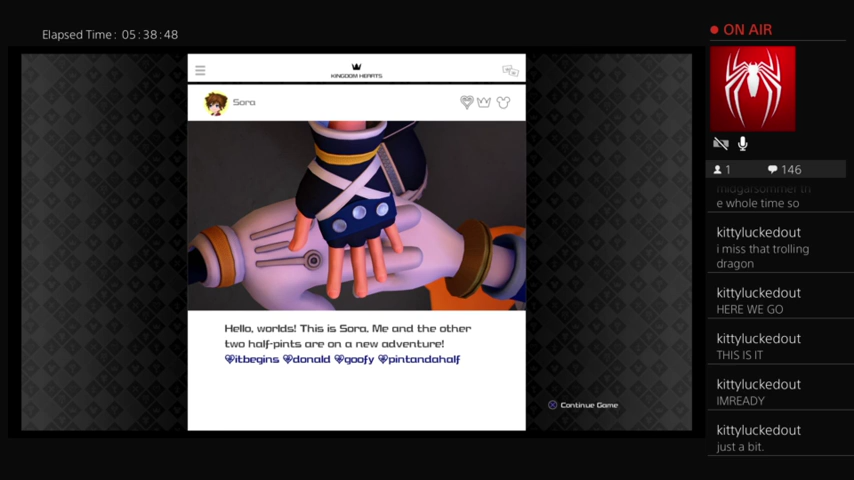 Elapsed Time: 05:38:48
ON AIR
KINGDOM HEARTS
Sora
1
146
e whole time so
kittyluckedout
i miss that trolling
dragon
kittyluckedout
HERE WE GO
kittyluckedout
THIS IS IT
kittyluckedout
IMREADY
kittyluckedout
just a bit.
Hello, worlds! This is Sora. Me and the other
two half-pints are on a new adventure!
itbegins donald goofy pintandahalf
Continue Game